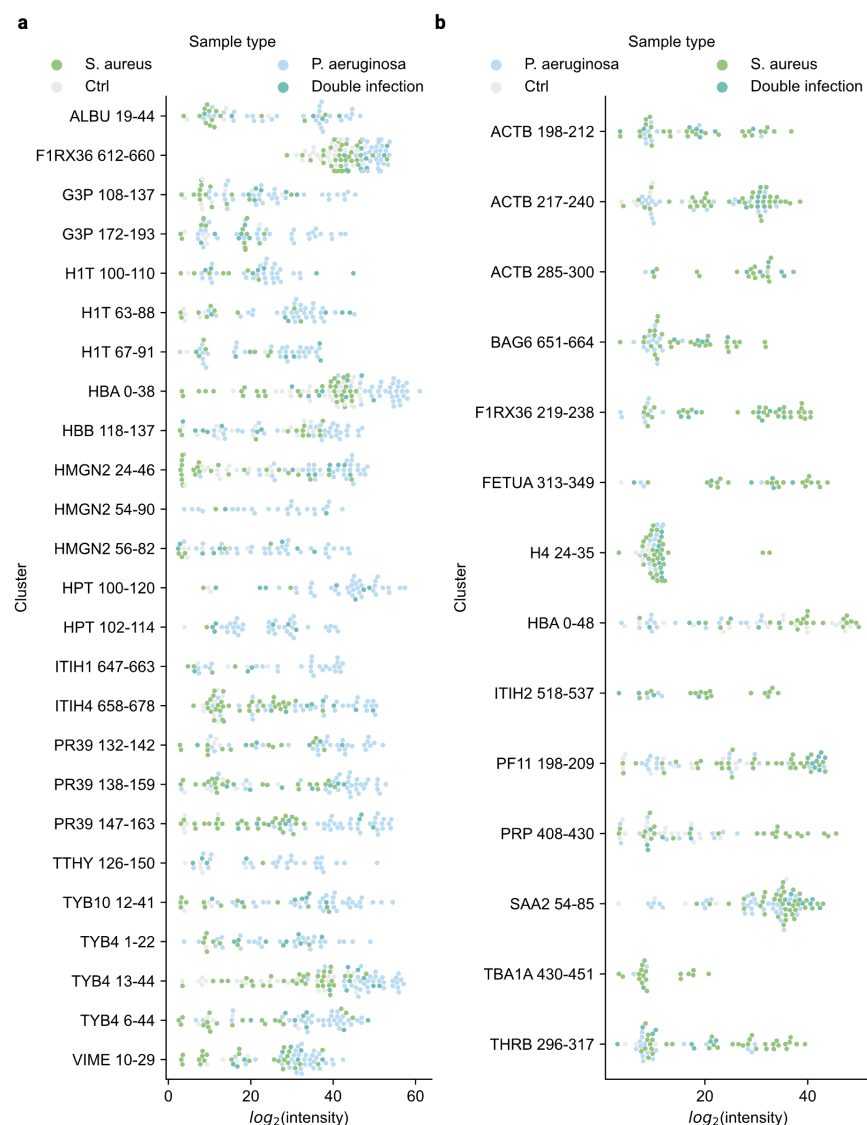 a
Sample type
S. aureus
P. aeruginosa
Ctrl
Double infection
ALBU 19-44
F1RX36 612-660
G3P 108-137
G3P 172-193
H1T 100-110
H1T 63-88
H1T 67-91
HBA 0-38
HBB 118-137
HMGN2 24-46
HMGN2 54-90
HMGN2 56-82
HPT 100-120
HPT 102-114
ITIH1 647-663
ITIH4 658-678
PR39 132-142
PR39 138-159
PR39 147-163
TTHY 126-150
TYB10 12-41
TYB4 1-22
TYB4 13-44
TYB4 6-44
VIME 10-29
Cluster
0 20 40 60
log2(intensity)
b
Sample type
P. aeruginosa
S. aureus
Ctrl
Double infection
ACTB 198-212
ACTB 217-240
ACTB 285-300
BAG6 651-664
F1RX36 219-238
FETUA 313-349
H4 24-35
HBA 0-48
ITIH2 518-537
PF11 198-209
PRP 408-430
SAA2 54-85
TBA1A 430-451
THRB 296-317
Cluster
20 40
log2(intensity)